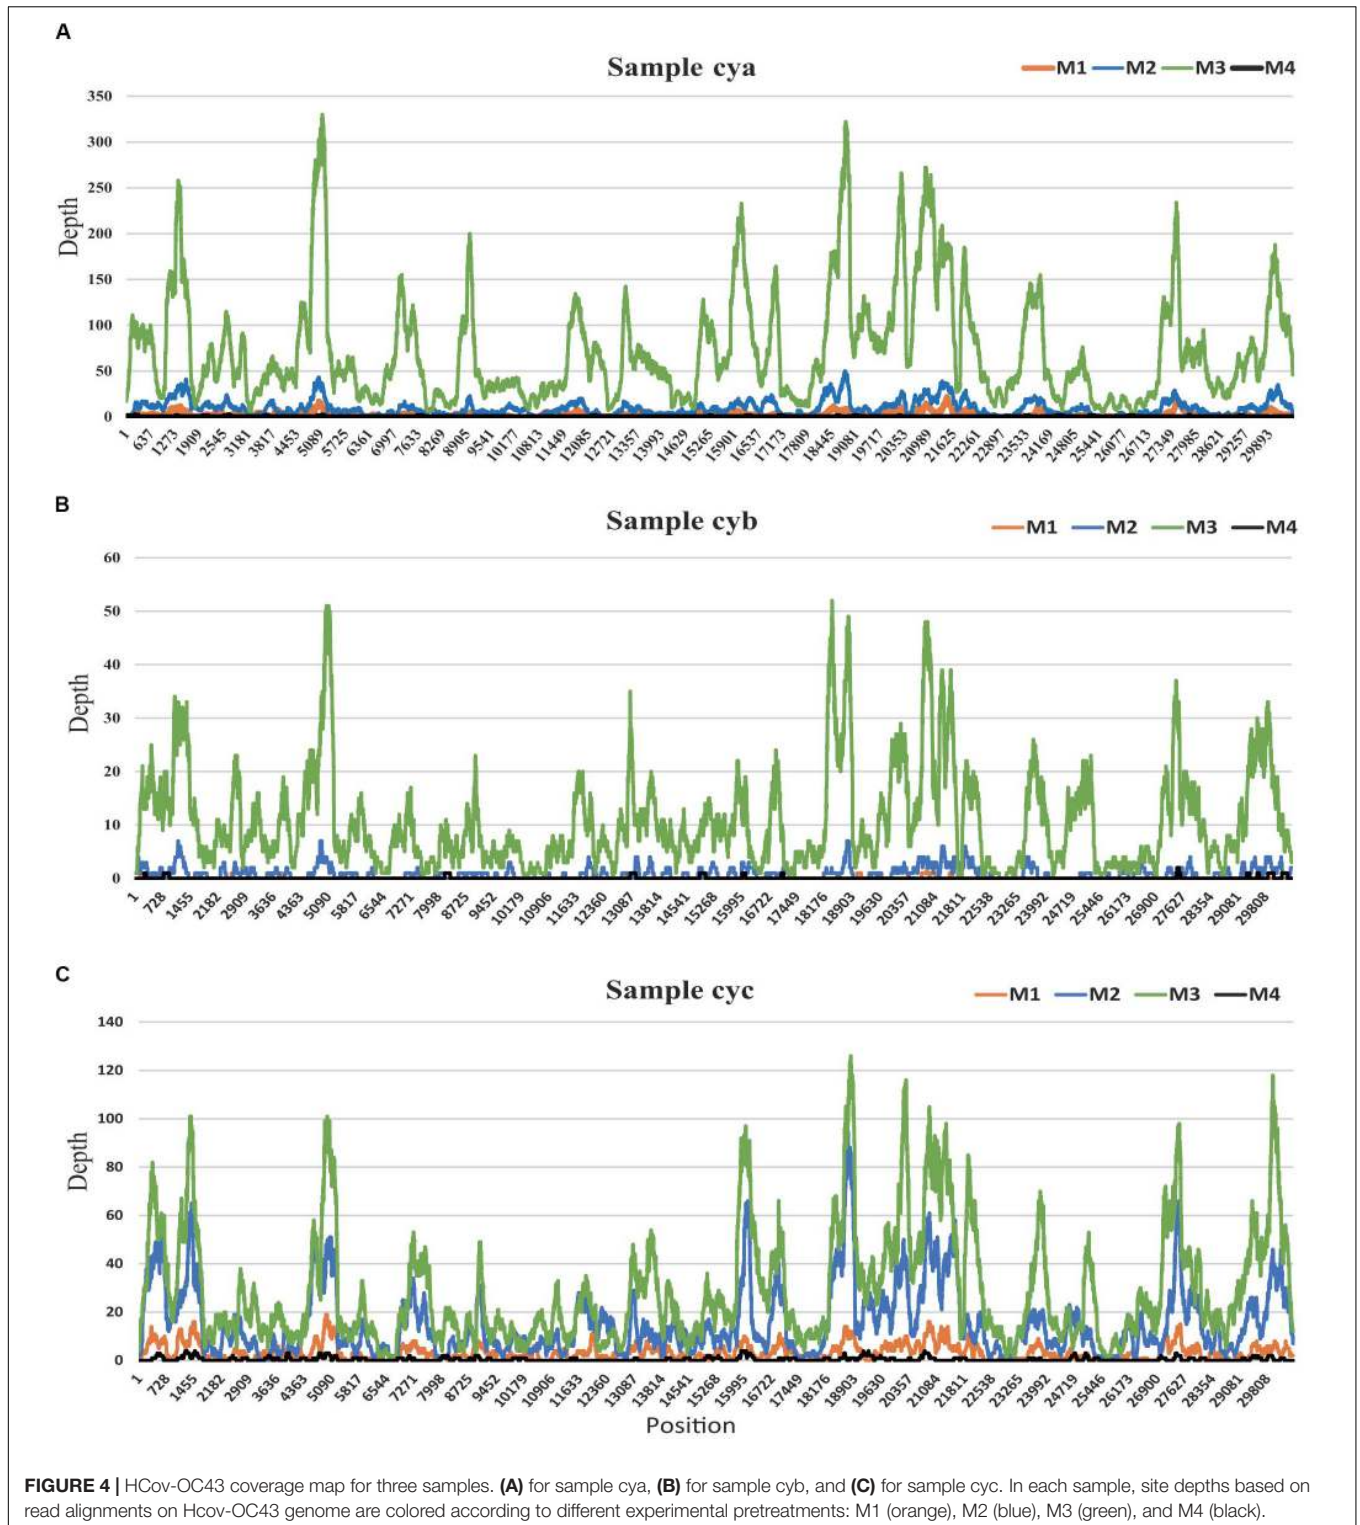 A
Sample cya
M1 M2 M3 M4
350
300
250
200
150
100
50
0
Depth
1 637 1273 1909 2545 3181 3817 4453 5089 5725 6361 6997 7633 8269 8905 9541 10177 10813 11449 12085 12721 13357 13993 14629 15265 15901 16537 17173 17809 18445 19081 19717 20353 20989 21625 22261 22897 23533 24169 24805 25441 26077 26713 27349 27985 28621 29257 29893
B
Sample cyb
M1 M2 M3 M4
60
50
40
30
20
10
0
Depth
1 728 1455 2182 2909 3636 4363 5090 5817 6544 7271 7998 8725 9452 10179 10906 11633 12360 13087 13814 14541 15268 15995 16722 17449 18176 18903 19630 20357 21084 21811 22538 23265 23992 24719 25446 26173 26900 27627 28354 29081 29808
C
Sample cyc
M1 M2 M3 M4
140
120
100
80
60
40
20
0
Depth
1 728 1455 2182 2909 3636 4363 5090 5817 6544 7271 7998 8725 9452 10179 10906 11633 12360 13087 13814 14541 15268 15995 16722 17449 18176 18903 19630 20357 21084 21811 22538 23265 23992 24719 25446 26173 26900 27627 28354 29081 29808
Position
FIGURE 4 | HCov-OC43 coverage map for three samples. (A) for sample cya, (B) for sample cyb, and (C) for sample cyc. In each sample, site depths based on
read alignments on Hcov-OC43 genome are colored according to different experimental pretreatments: M1 (orange), M2 (blue), M3 (green), and M4 (black).